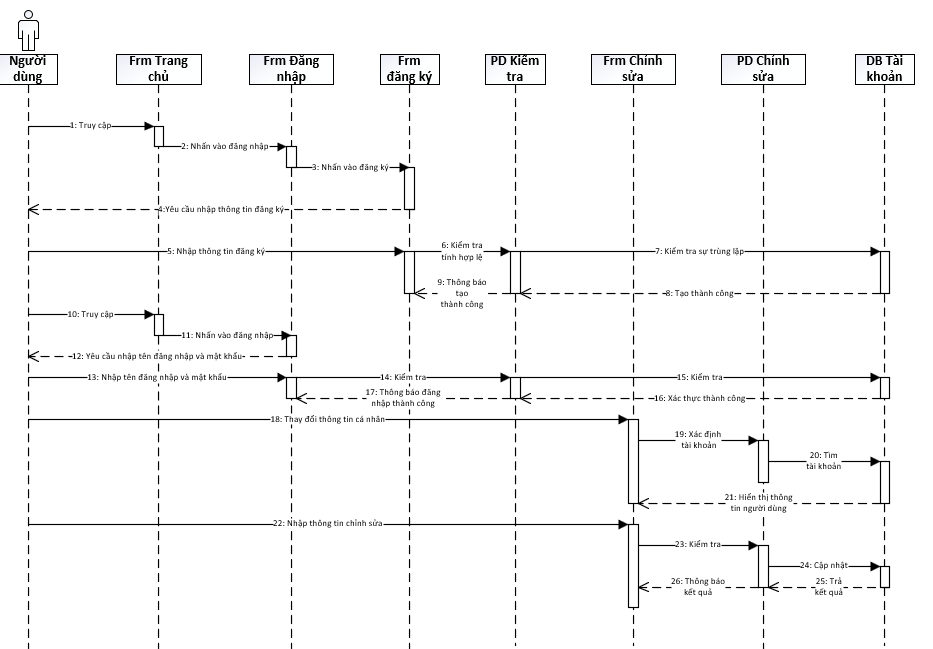 Người
dùng
Frm Trang
chủ
Frm Đăng
nhập
Frm
đăng ký
PD Kiểm
tra
Frm Chỉnh
sửa
PD Chỉnh
sửa
DB Tài
khoản
1: Truy cập
2: Nhấn vào đăng nhập
3: Nhấn vào đăng ký
4:Yêu cầu nhập thông tin đăng ký
5: Nhập thông tin đăng ký
6: Kiểm tra
tính hợp lệ
7: Kiểm tra sự trùng lặp
8: Tạo thành công
9: Thông báo
tạo
thành công
10: Truy cập
11: Nhấn vào đăng nhập
12: Yêu cầu nhập tên đăng nhập và mật khẩu
13: Nhập tên đăng nhập và mật khẩu
14: Kiểm tra
15: Kiểm tra
16: Xác thực thành công
17: Thông báo đăng
nhập thành công
18: Thay đổi thông tin cá nhân
19: Xác định
tài khoản
20: Tìm
tài khoản
21: Hiển thị thông
tin người dùng
22: Nhập thông tin chỉnh sửa
23: Kiểm tra
24: Cập nhật
25: Trả
kết quả
26: Thông báo
kết quả